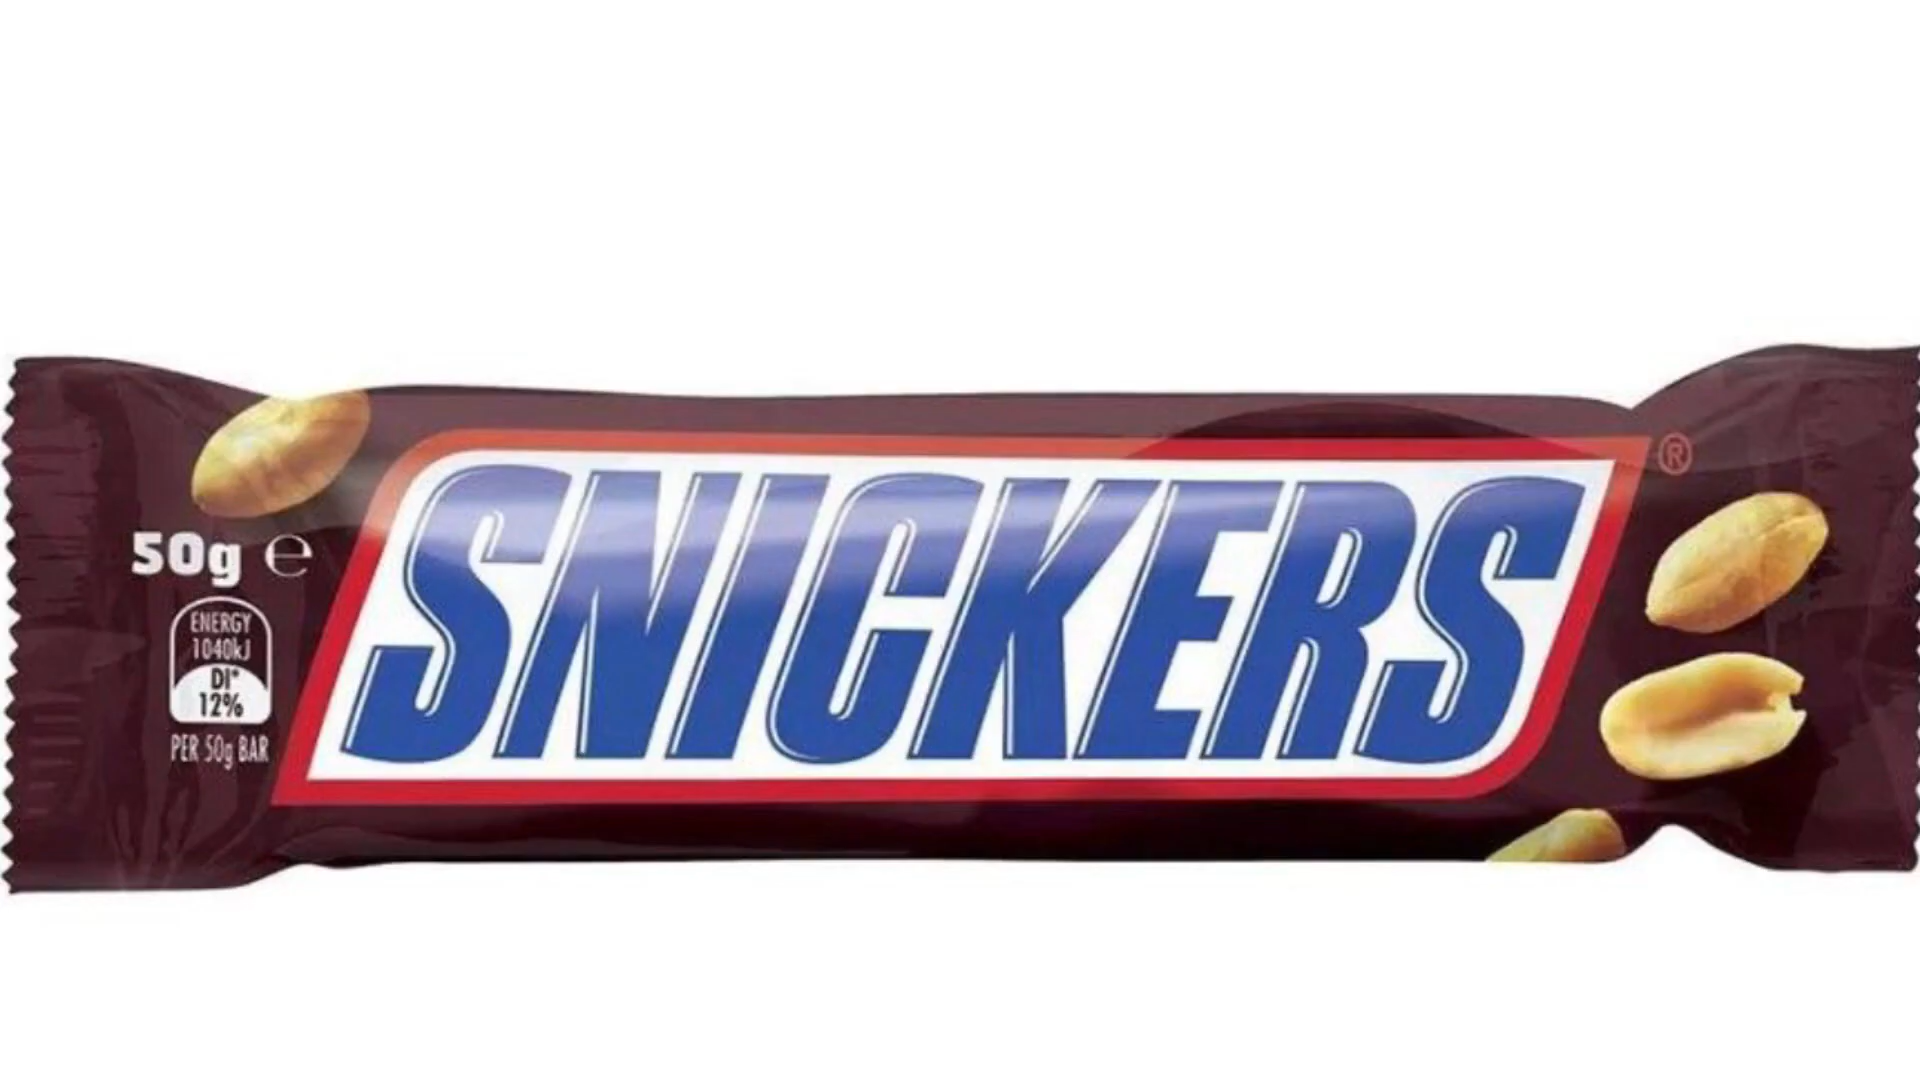 50g ℮
SNICKERS®
ENERGY
1040kJ
DI*
12%
PER 50g BAR